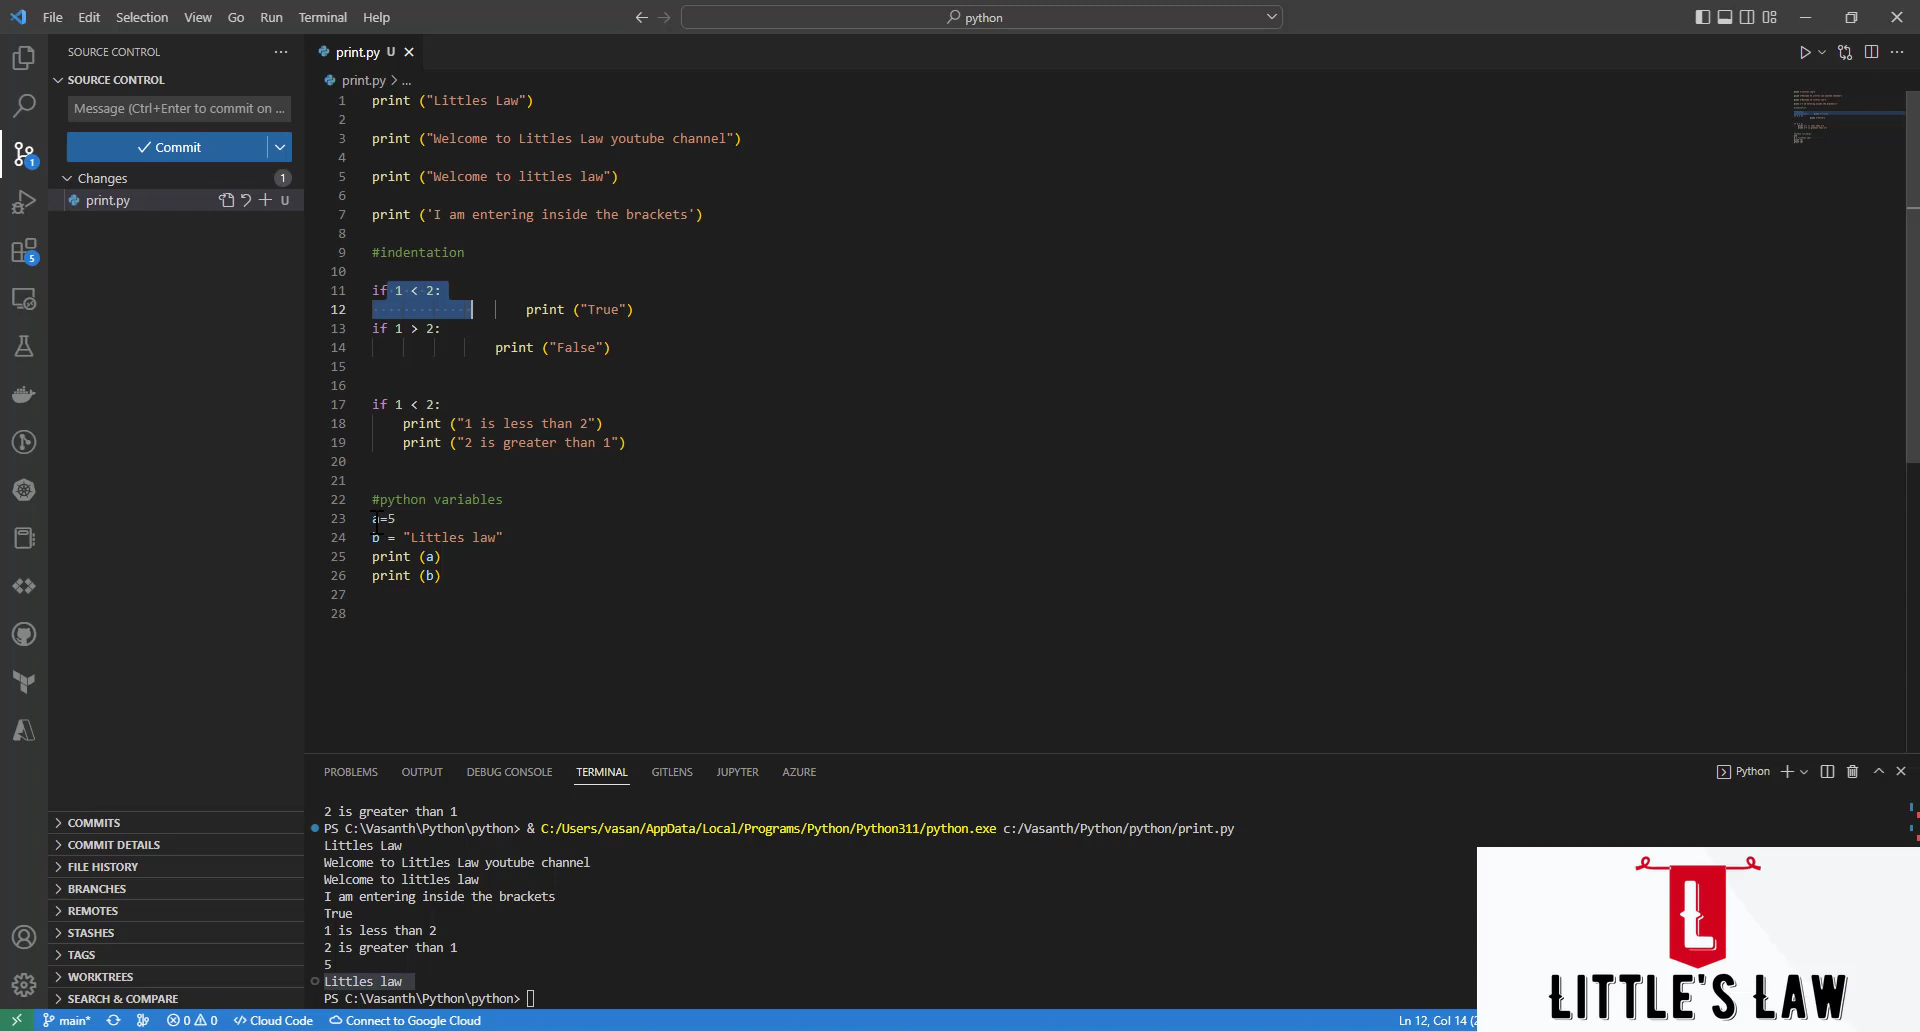 File Edit Selection View Go Run Terminal Help
python
SOURCE CONTROL
SOURCE CONTROL
Message (Ctrl+Enter to commit on ...
Commit
Changes 1
print.py U
1
5
COMMITS
COMMIT DETAILS
FILE HISTORY
BRANCHES
REMOTES
STASHES
TAGS
WORKTREES
SEARCH & COMPARE
print.py U
print.py > ...
1 print ("Littles Law")
2
3 print ("Welcome to Littles Law youtube channel")
4
5 print ("Welcome to littles law")
6
7 print ('I am entering inside the brackets')
8
9 #indentation
10
11 if 1 < 2:
12 print ("True")
13 if 1 > 2:
14 print ("False")
15
16
17 if 1 < 2:
18 print ("1 is less than 2")
19 print ("2 is greater than 1")
20
21
22 #python variables
23 a=5
24 b = "Littles law"
25 print (a)
26 print (b)
27
28
PROBLEMS OUTPUT DEBUG CONSOLE TERMINAL GITLENS JUPYTER AZURE
Python
2 is greater than 1
PS C:\Vasanth\Python\python> & C:/Users/vasan/AppData/Local/Programs/Python/Python311/python.exe c:/Vasanth/Python/python/print.py
Littles Law
Welcome to Littles Law youtube channel
Welcome to littles law
I am entering inside the brackets
True
1 is less than 2
2 is greater than 1
5
Littles law
PS C:\Vasanth\Python\python>
main* 0 0 Cloud Code Connect to Google Cloud
Ln 12, Col 14
L
LITTLE'S LAW